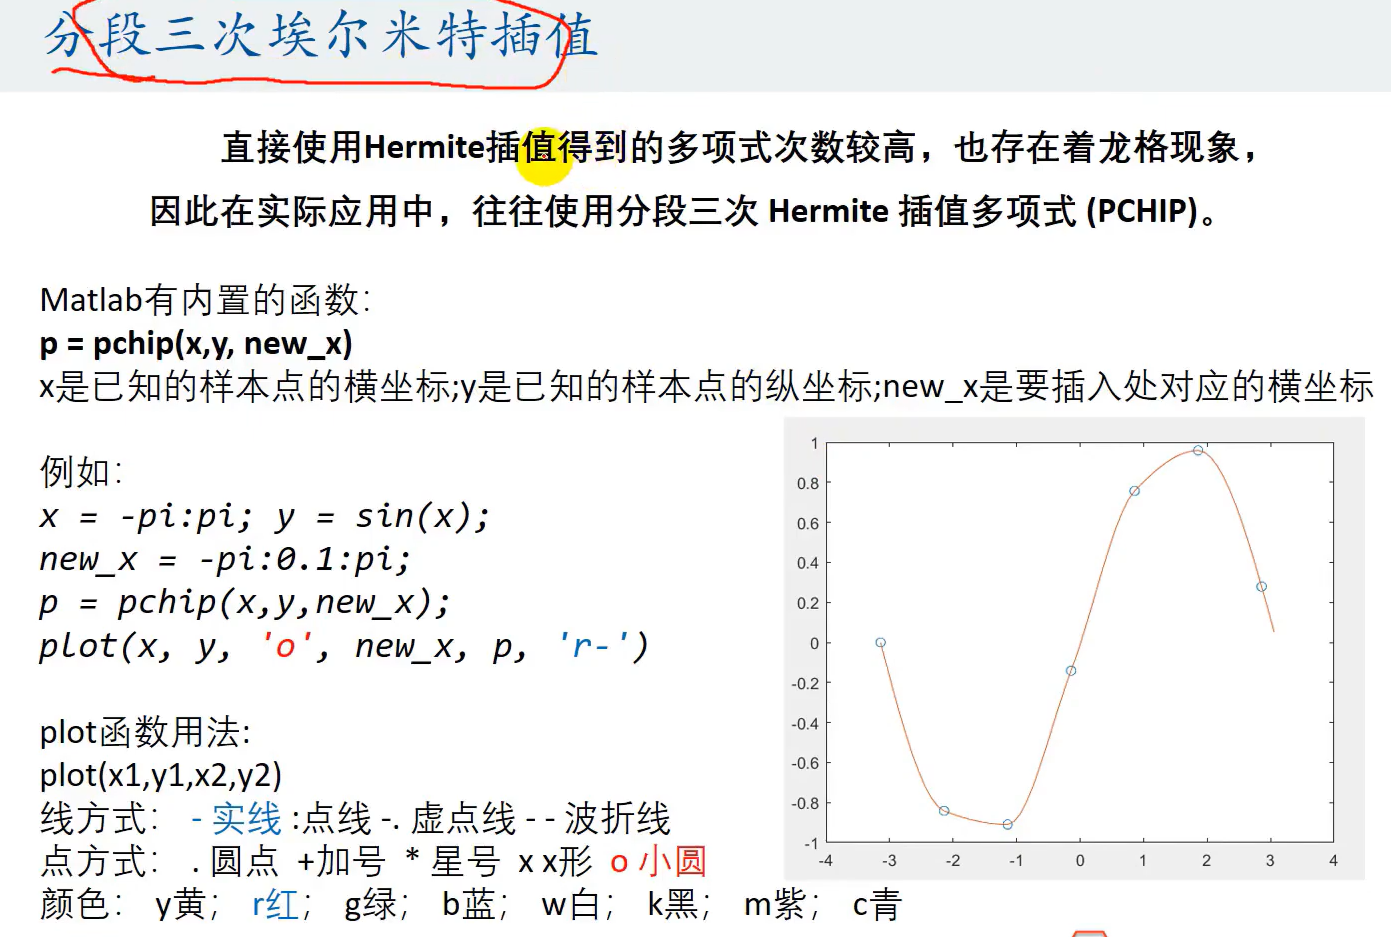 分段三次埃尔米特插值
直接使用Hermite插值得到的多项式次数较高，也存在着龙格现象，
因此在实际应用中，往往使用分段三次 Hermite 插值多项式 (PCHIP)。
Matlab有内置的函数：
p = pchip(x,y, new_x)
x是已知的样本点的横坐标;y是已知的样本点的纵坐标;new_x是要插入处对应的横坐标
例如：
x = -pi:pi; y = sin(x);
new_x = -pi:0.1:pi;
p = pchip(x,y,new_x);
plot(x, y, 'o', new_x, p, 'r-')
plot函数用法:
plot(x1,y1,x2,y2)
线方式： - 实线 :点线 -. 虚点线 - - 波折线
点方式： . 圆点 +加号 * 星号 x x形 o 小圆
颜色： y黄； r红； g绿； b蓝； w白； k黑； m紫； c青
1
0.8
0.6
0.4
0.2
0
-0.2
-0.4
-0.6
-0.8
-1
-4 -3 -2 -1 0 1 2 3 4